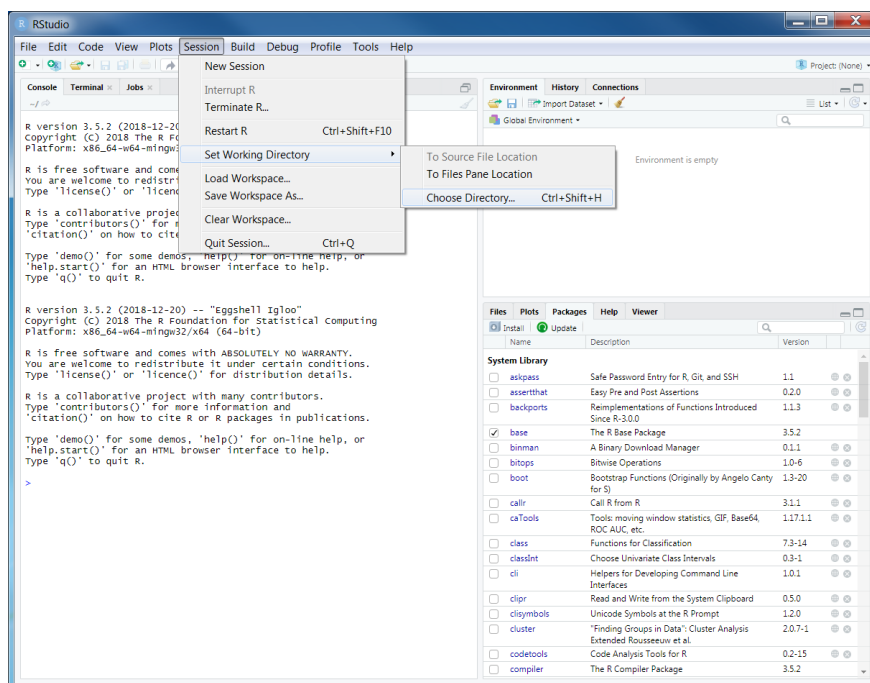 RStudio
File Edit Code View Plots Session Build Debug Profile Tools Help
Project: (None)
New Session
Interrupt R
Terminate R...
Restart R Ctrl+Shift+F10
Set Working Directory
Load Workspace...
Save Workspace As...
Clear Workspace...
Quit Session... Ctrl+Q
To Source File Location
To Files Pane Location
Choose Directory... Ctrl+Shift+H
Console Terminal Jobs
~/
R version 3.5.2 (2018-12-20
Copyright (C) 2018 The R Fo
Platform: x86_64-w64-mingw3
R is free software and come
You are welcome to redistri
Type 'license()' or 'licenc
R is a collaborative projec
Type 'contributors()' for m
'citation()' on how to cite
Type 'demo()' for some demos, 'help()' for on-line help, or
'help.start()' for an HTML browser interface to help.
Type 'q()' to quit R.
R version 3.5.2 (2018-12-20) -- "Eggshell Igloo"
Copyright (C) 2018 The R Foundation for Statistical Computing
Platform: x86_64-w64-mingw32/x64 (64-bit)
R is free software and comes with ABSOLUTELY NO WARRANTY.
You are welcome to redistribute it under certain conditions.
Type 'license()' or 'licence()' for distribution details.
R is a collaborative project with many contributors.
Type 'contributors()' for more information and
'citation()' on how to cite R or R packages in publications.
Type 'demo()' for some demos, 'help()' for on-line help, or
'help.start()' for an HTML browser interface to help.
Type 'q()' to quit R.
>
Environment History Connections
Import Dataset List
Global Environment
Environment is empty
Files Plots Packages Help Viewer
Install Update
Name Description Version
System Library
askpass Safe Password Entry for R, Git, and SSH 1.1
assertthat Easy Pre and Post Assertions 0.2.0
backports Reimplementations of Functions Introduced 1.1.3
Since R-3.0.0
base The R Base Package 3.5.2
binman A Binary Download Manager 0.1.1
bitops Bitwise Operations 1.0-6
boot Bootstrap Functions (Originally by Angelo Canty 1.3-20
for S)
callr Call R from R 3.1.1
caTools Tools: moving window statistics, GIF, Base64, 1.17.1.1
ROC AUC, etc.
class Functions for Classification 7.3-14
classInt Choose Univariate Class Intervals 0.3-1
cli Helpers for Developing Command Line 1.0.1
Interfaces
clipr Read and Write from the System Clipboard 0.5.0
clisymbols Unicode Symbols at the R Prompt 1.2.0
cluster "Finding Groups in Data": Cluster Analysis 2.0.7-1
Extended Rousseeuw et al.
codetools Code Analysis Tools for R 0.2-15
compiler The R Compiler Package 3.5.2